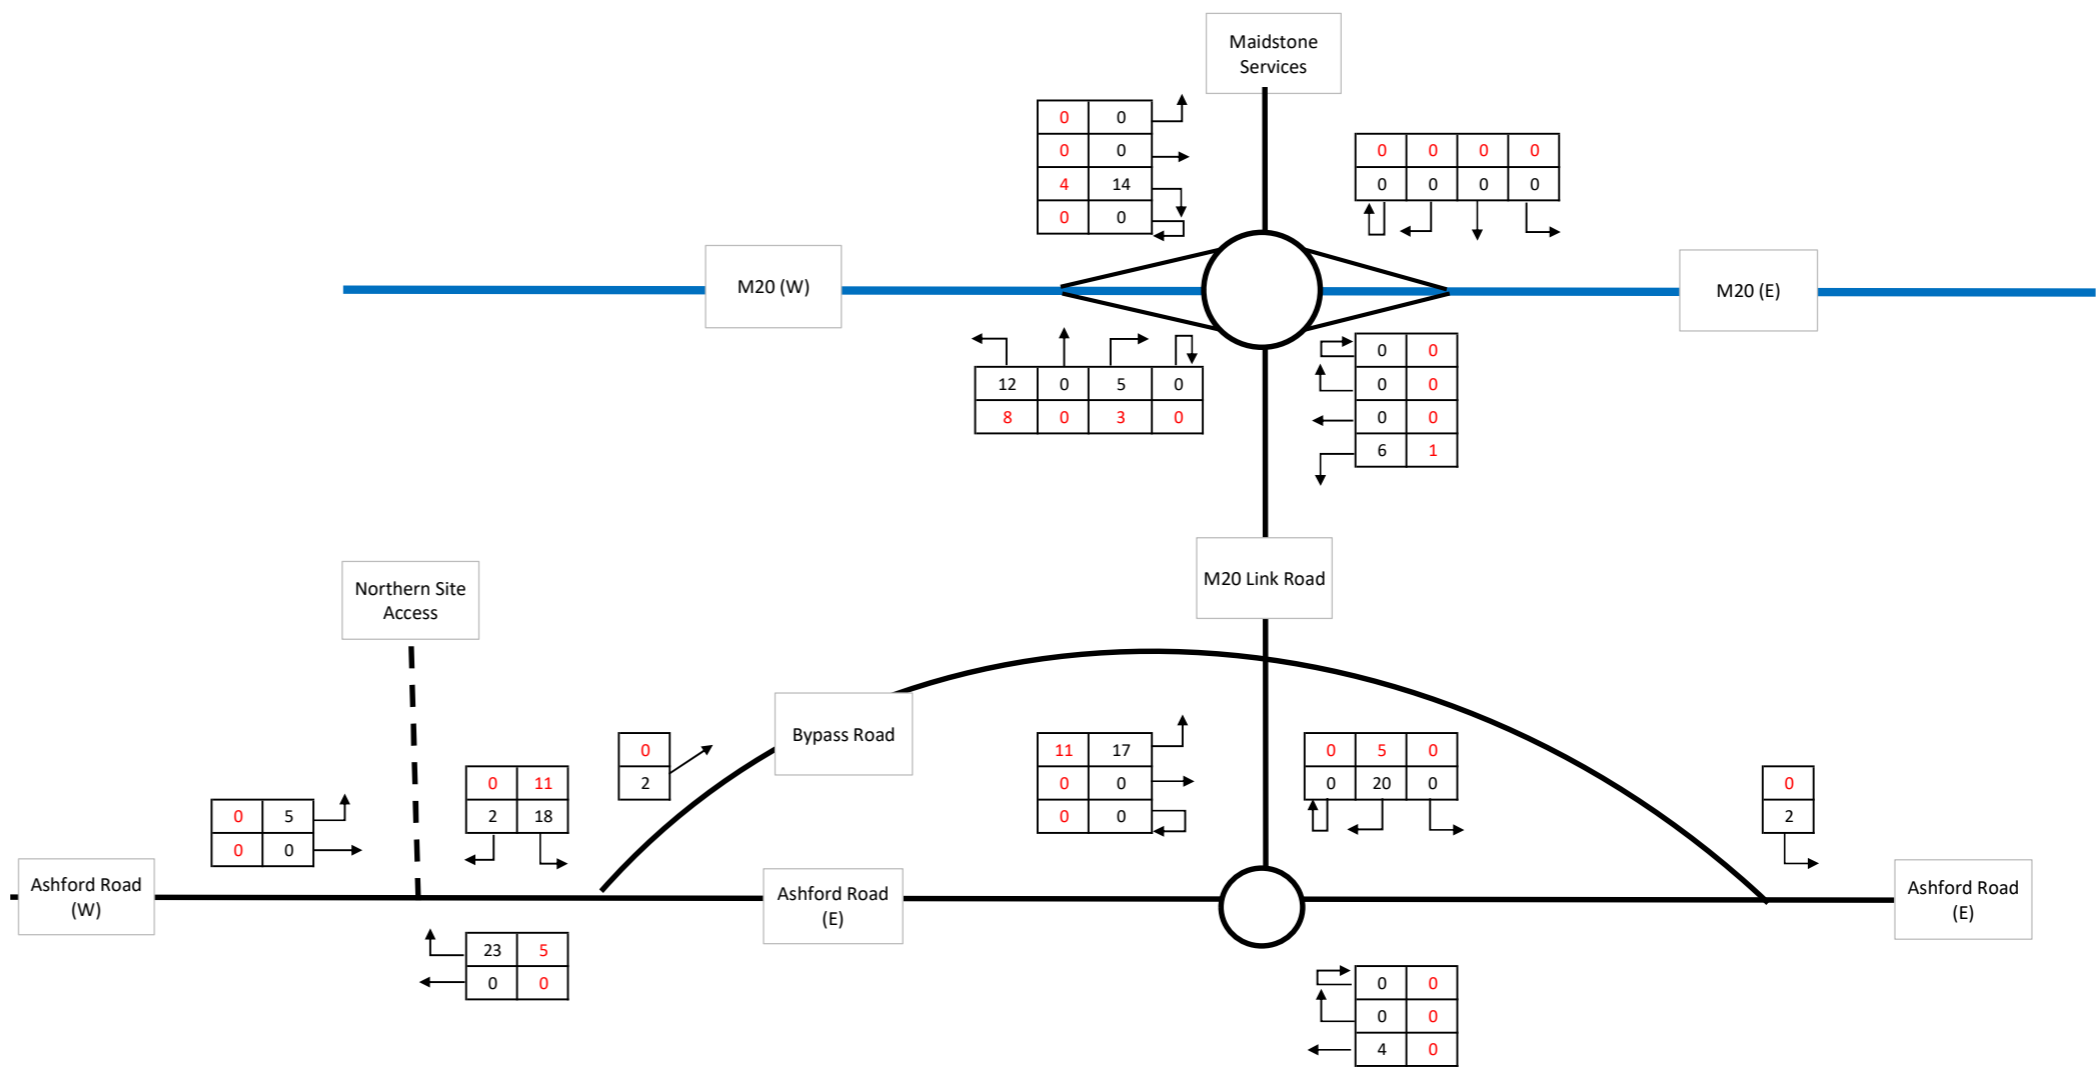 Maidstone
Services
0 0
0 0
4 14
0 0
0 0 0 0
0 0 0 0
M20 (W)
M20 (E)
12 0 5 0
8 0 3 0
0 0
0 0
0 0
6 1
M20 Link Road
Northern Site
Access
Bypass Road
0
2
11 17
0 0
0 0
0 5 0
0 20 0
0 11
2 18
0 5
0 0
0
2
Ashford Road
(W)
Ashford Road
(E)
Ashford Road
(E)
23 5
0 0
0 0
0 0
4 0